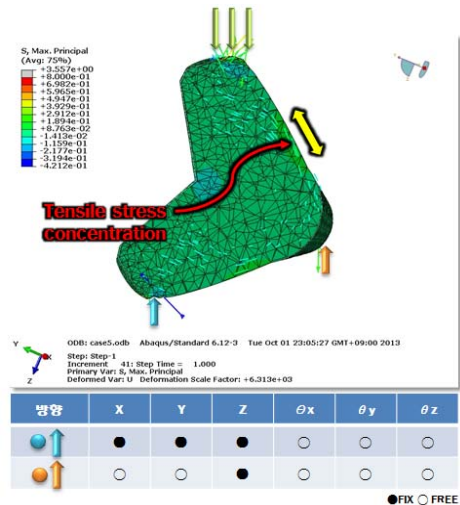 S, Max. Principal
(Avg: 75%)
+3.557e+00
+8.000e-01
+6.982e-01
+5.965e-01
+4.947e-01
+3.929e-01
+2.912e-01
+1.894e-01
+8.763e-02
-1.413e-02
-1.159e-01
-2.177e-01
-3.194e-01
-4.212e-01
Tensile stress
concentration
ODB: case5.odb Abaqus/Standard 6.12-3 Tue Oct 01 23:05:27 GMT+09:00 2013
Step: Step-1
Increment 41: Step Time = 1.000
Primary Var: S, Max. Principal
Deformed Var: U Deformation Scale Factor: +6.313e+03
Y
X
Z
방향 X Y Z Θx θy θz
●FIX ○FREE